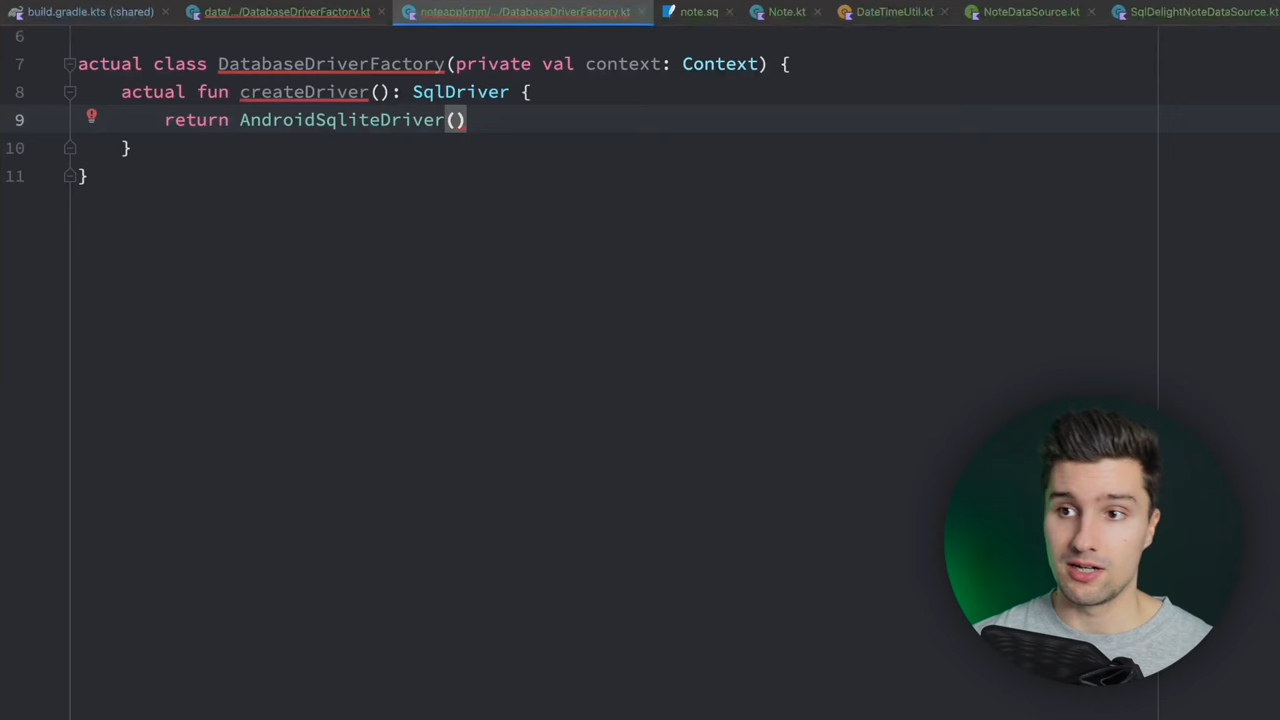 build.gradle.kts (:shared) data/.../DatabaseDriverFactory.kt noteappkmm/.../DatabaseDriverFactory.kt note.sq Note.kt DateTimeUtil.kt NoteDataSource.kt SqlDelightNoteDataSource.kt
6
7 actual class DatabaseDriverFactory(private val context: Context) {
8 actual fun createDriver(): SqlDriver {
9 return AndroidSqliteDriver()
10 }
11 }